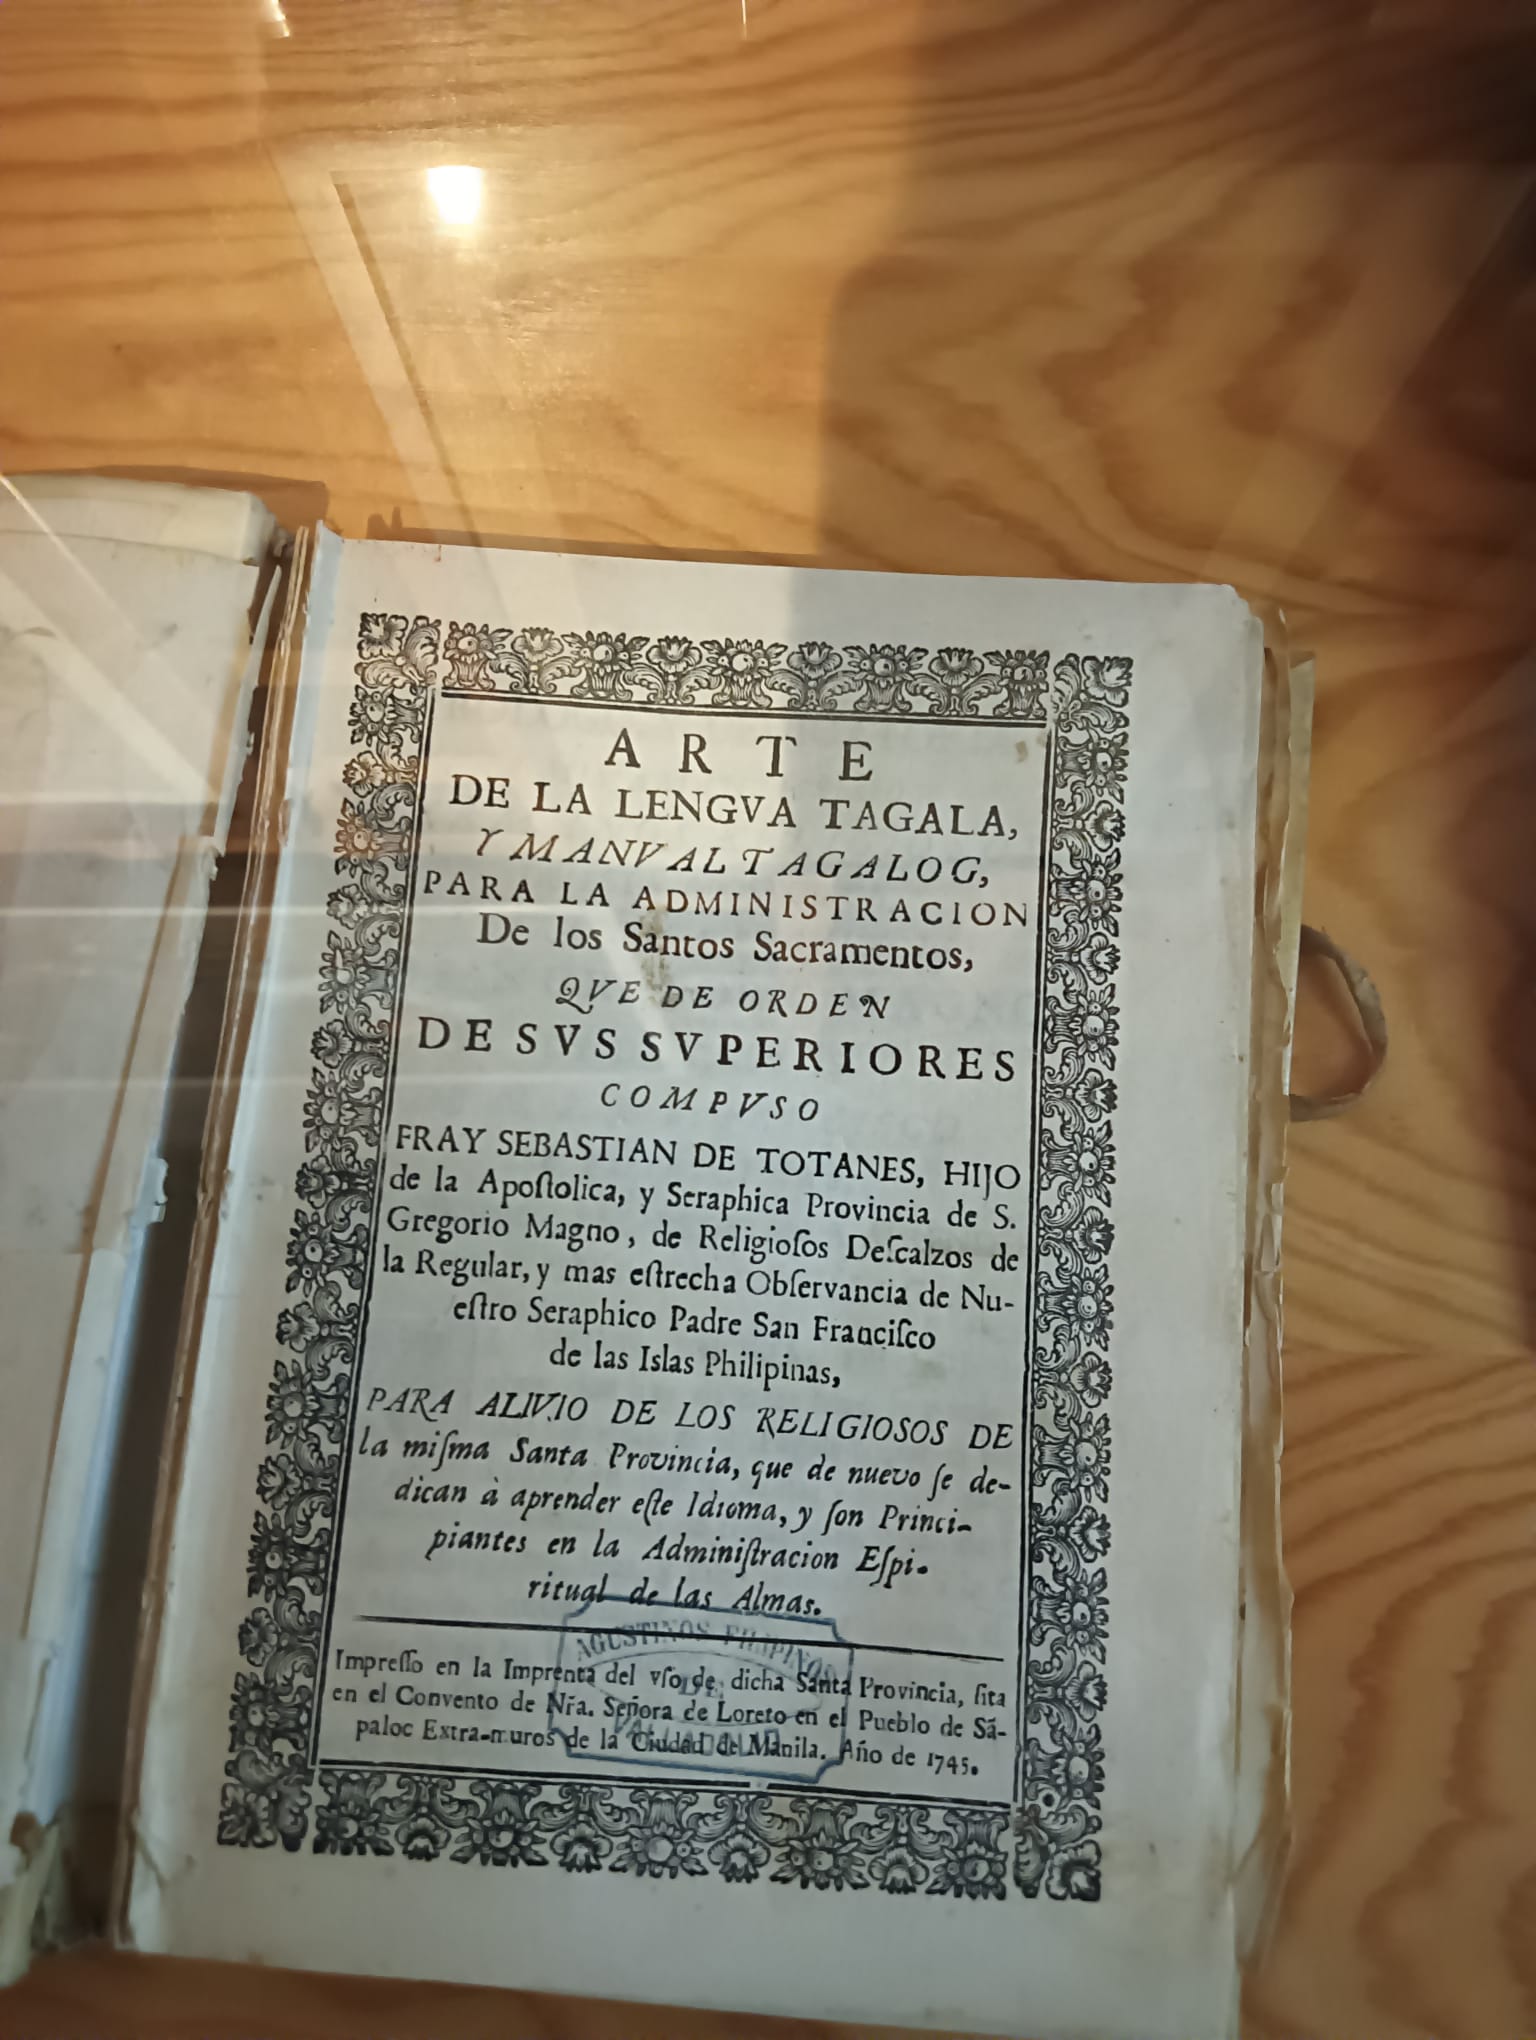 ARTE
DE LA LENGVA TAGALA,
Y MANVAL TAGALOG,
PARA LA ADMINISTRACION
De los Santos Sacramentos,
QVE DE ORDEN
DE SVS SVPERIORES
COMPVSO
FRAY SEBASTIAN DE TOTANES, HIJO
de la Apoſtolica, y Seraphica Provincia de S.
Gregorio Magno, de Religioſos Deſcalzos de
la Regular, y mas eſtrecha Obſervancia de Nu-
eſtro Seraphico Padre San Franciſco
de las Islas Philipinas,
PARA ALIVIO DE LOS RELIGIOSOS DE
la miſma Santa Provincia, que de nuevo ſe de-
dican à aprender eſte Idioma, y ſon Princi-
piantes en la Adminiſtracion Eſpi-
ritual de las Almas.
Impreſſo en la Imprenta del vſo de dicha Santa Provincia, ſita
en el Convento de Nr̃a. Señora de Loreto en el Pueblo de Sã-
paloc Extra-muros de la Ciudad de Manila. Año de 1745.
AGUSTINOS FILIPINOS
DE
VALLADOLID